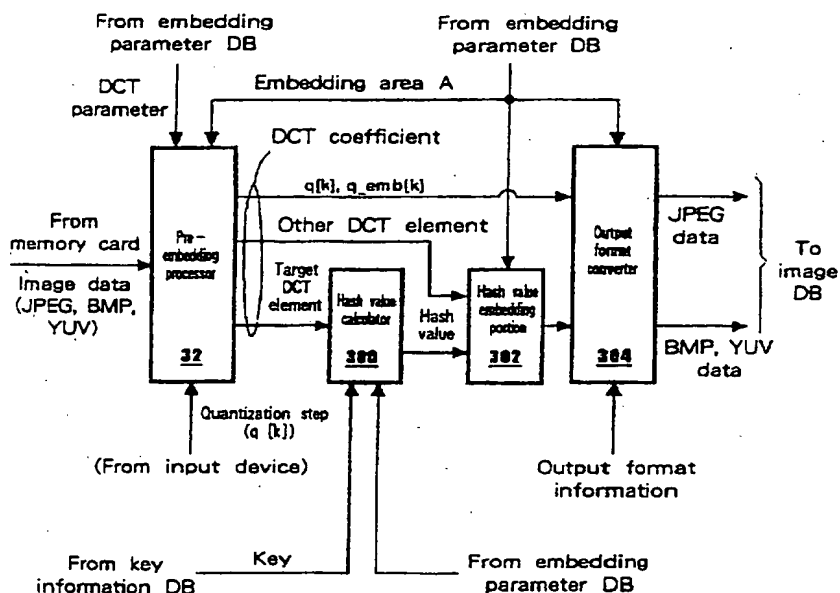 From embedding
parameter DB
From embedding
parameter DB
DCT
parameter
Embedding area A
DCT coefficient
q[k], q_emb[k]
Other DCT element
From
memory card
Image data
(JPEG, BMP,
YUV)
Pre-
embedding
processor
32
Target
DCT
element
Hash value
calculator
380
Hash
value
Hash value
embedding
portion
382
Output
format
converter
384
JPEG
data
BMP, YUV
data
To
image
DB
Quantization step
(q [k])
(From input device)
Output format
information
From key
information DB
Key
From embedding
parameter DB